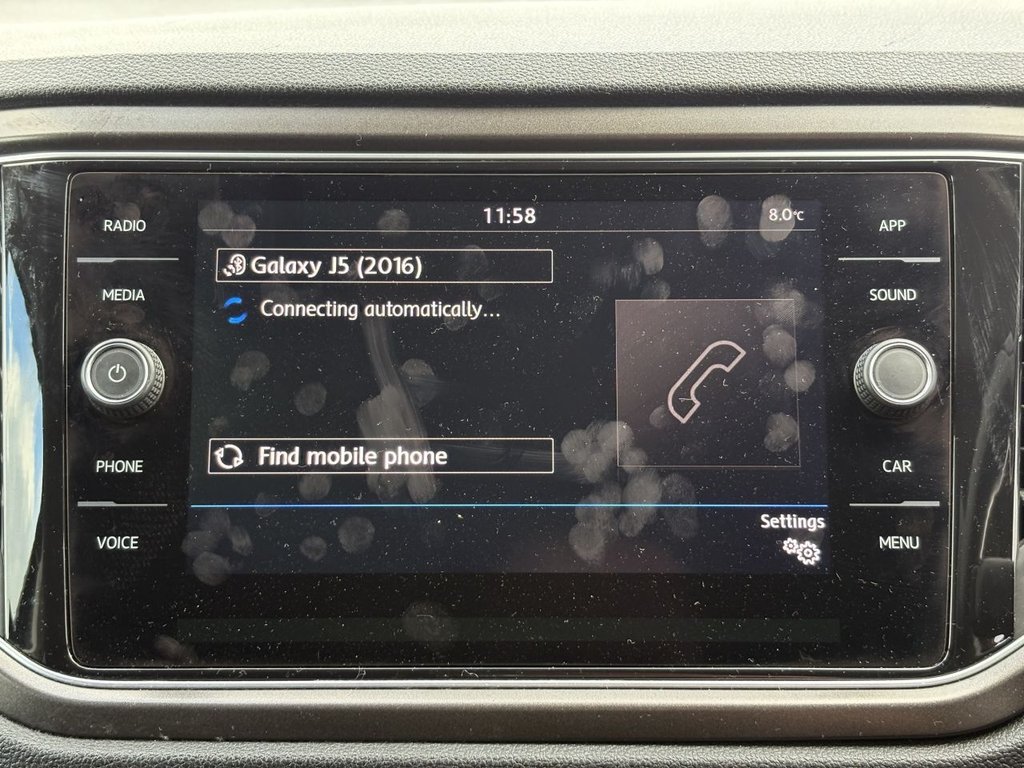 RADIO
MEDIA
PHONE
VOICE
11:58
8.0°C
Galaxy J5 (2016)
Connecting automatically...
Find mobile phone
Settings
APP
SOUND
CAR
MENU